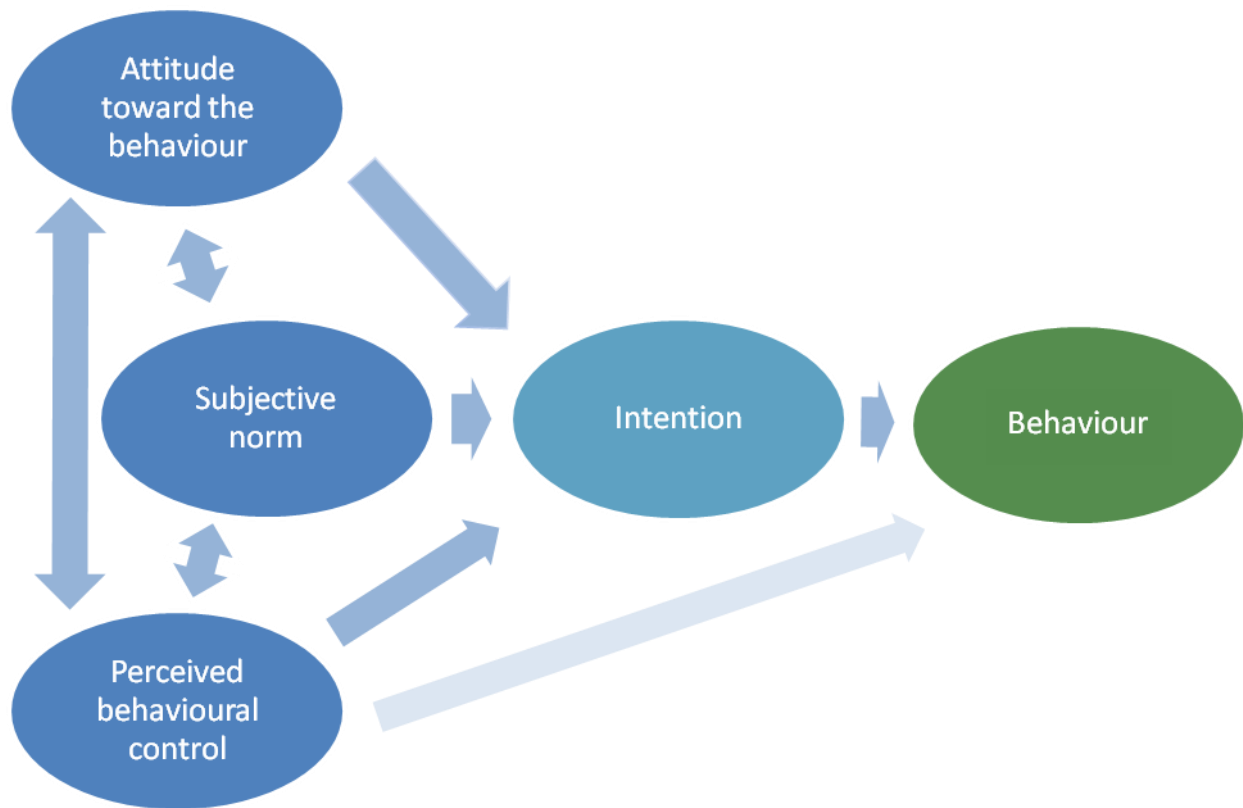 Attitude
toward the
behaviour
Subjective
norm
Intention
Behaviour
Perceived
behavioural
control